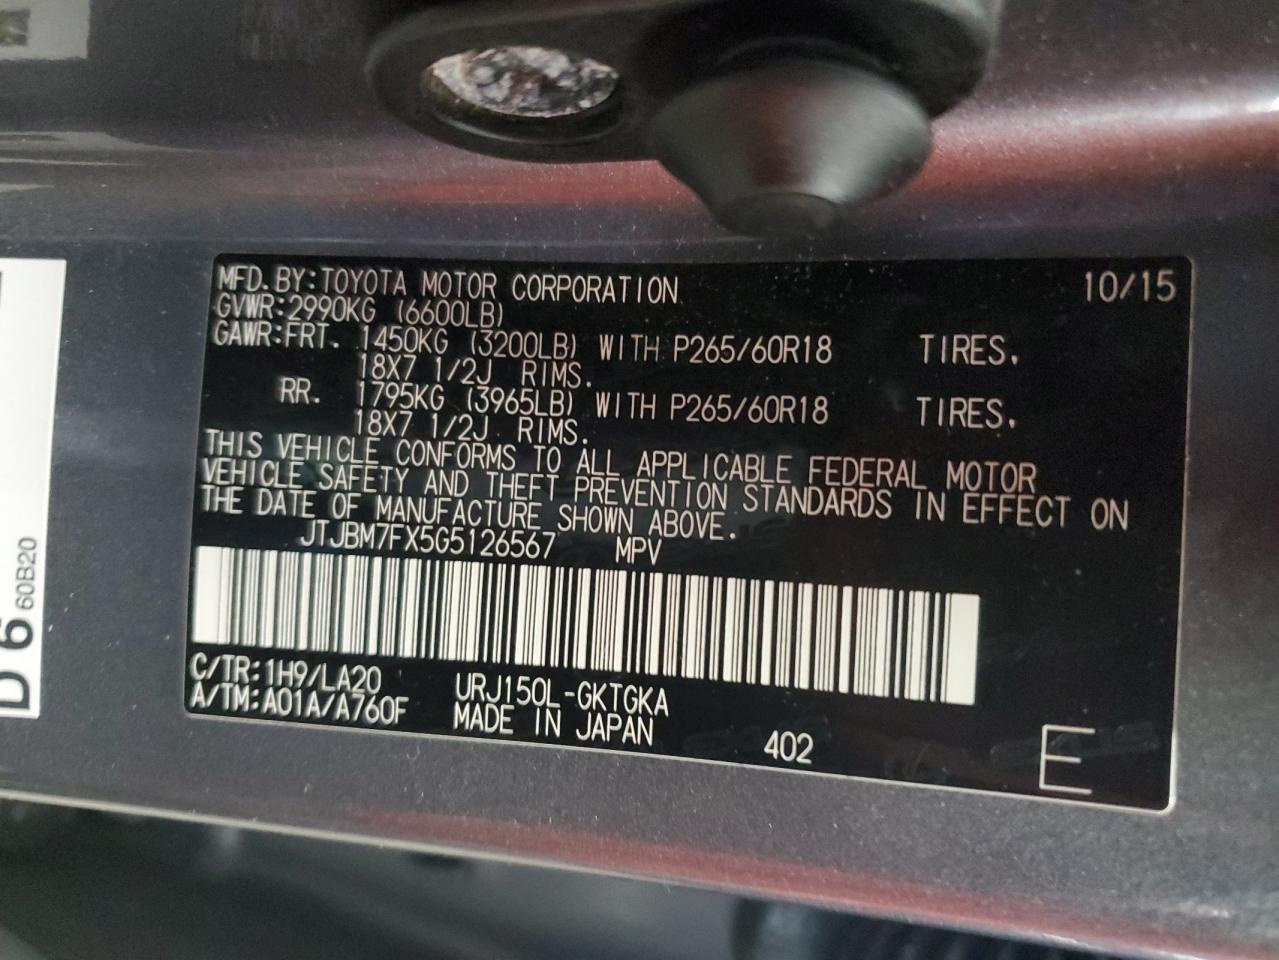 MFD. BY:TOYOTA MOTOR CORPORATION 10/15
GVWR:2990KG (6600LB)
GAWR:FRT. 1450KG (3200LB) WITH P265/60R18 TIRES.
18X7 1/2J RIMS.
RR. 1795KG (3965LB) WITH P265/60R18 TIRES.
18X7 1/2J RIMS.
THIS VEHICLE CONFORMS TO ALL APPLICABLE FEDERAL MOTOR
VEHICLE SAFETY AND THEFT PREVENTION STANDARDS IN EFFECT ON
THE DATE OF MANUFACTURE SHOWN ABOVE.
JTJBM7FX5G5126567 MPV
C/TR:1H9/LA20 URJ150L-GKTGKA
A/TM:A01A/A760F MADE IN JAPAN 402 E
D 6 60B20